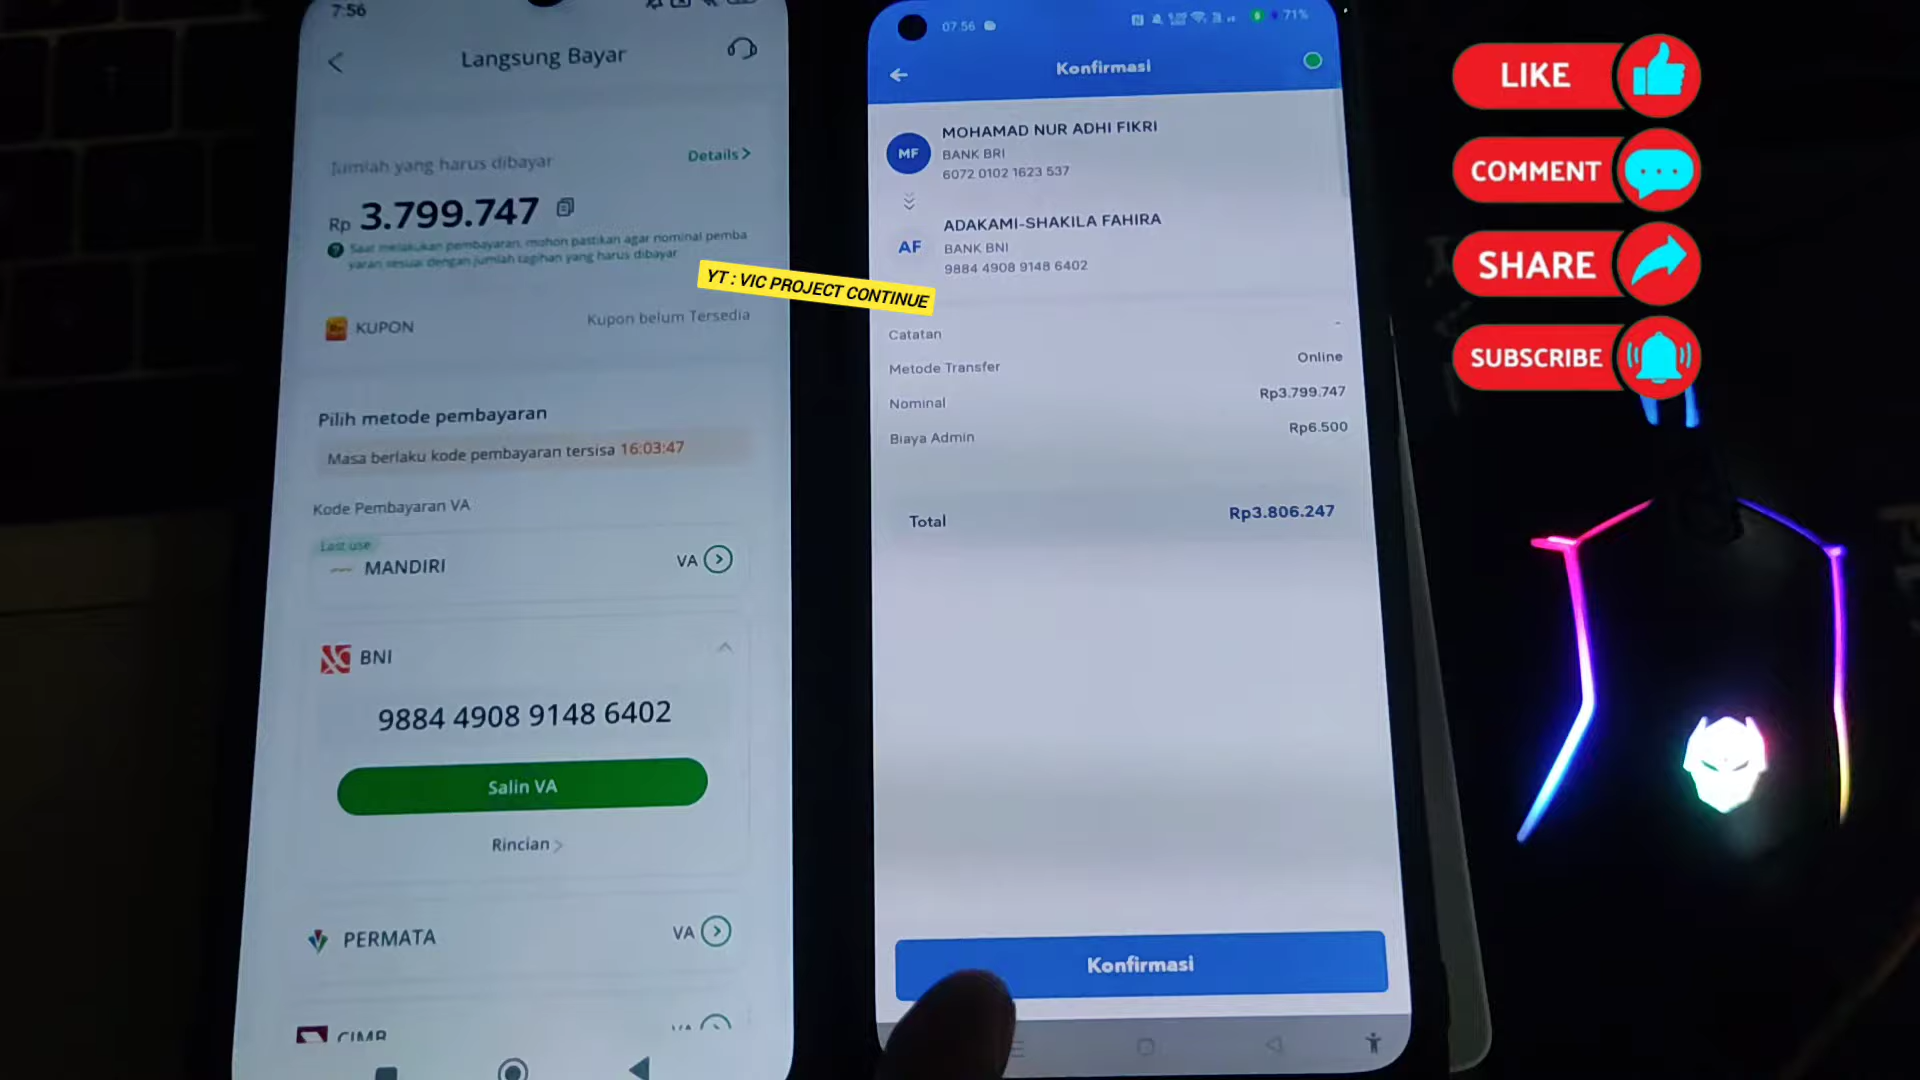 7:56
Langsung Bayar
Jumlah yang harus dibayar
Details >
Rp 3.799.747
Saat melakukan pembayaran, mohon pastikan agar nominal pemba
yaran sesuai dengan jumlah tagihan yang harus dibayar
KUPON
Kupon belum Tersedia
Pilih metode pembayaran
Masa berlaku kode pembayaran tersisa 16:03:47
Kode Pembayaran VA
Last use
MANDIRI
VA
BNI
9884 4908 9148 6402
Salin VA
Rincian >
PERMATA
VA
CIMB
VA
YT : VIC PROJECT CONTINUE
07:56
71%
Konfirmasi
MF
MOHAMAD NUR ADHI FIKRI
BANK BRI
6072 0102 1623 537
AF
ADAKAMI-SHAKILA FAHIRA
BANK BNI
9884 4908 9148 6402
Catatan
-
Metode Transfer
Online
Nominal
Rp3.799.747
Biaya Admin
Rp6.500
Total
Rp3.806.247
Konfirmasi
LIKE
COMMENT
SHARE
SUBSCRIBE